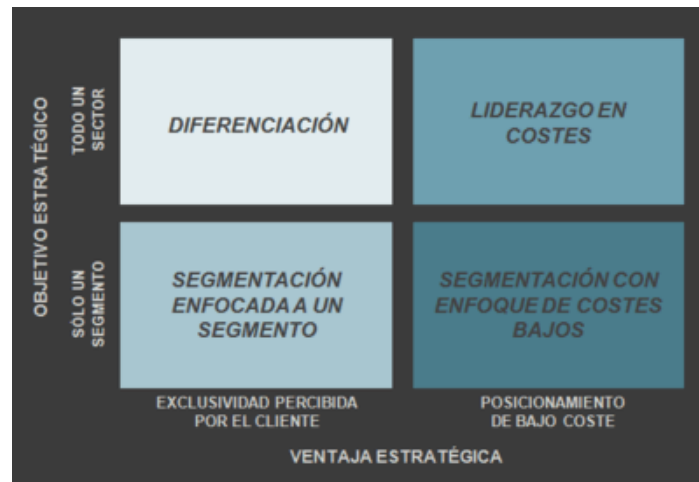 OBJETIVO ESTRATÉGICO
TODO UN
SECTOR
DIFERENCIACIÓN
LIDERAZGO EN
COSTES
SÓLO UN
SEGMENTO
SEGMENTACIÓN
ENFOCADA A UN
SEGMENTO
SEGMENTACIÓN CON
ENFOQUE DE COSTES
BAJOS
EXCLUSIVIDAD PERCIBIDA
POR EL CLIENTE
POSICIONAMIENTO
DE BAJO COSTE
VENTAJA ESTRATÉGICA